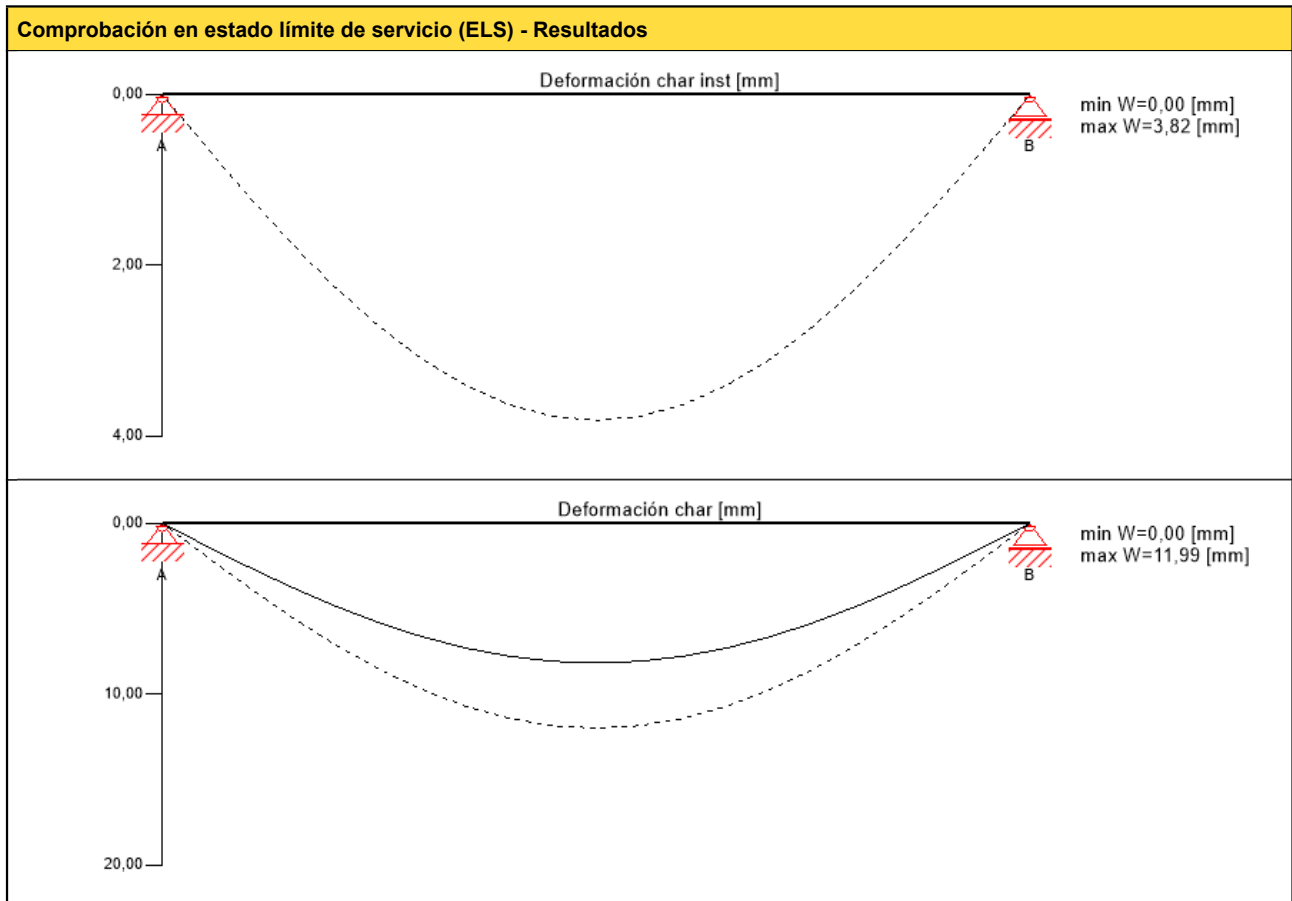 Comprobación en estado límite de servicio (ELS) - Resultados
Deformación char inst [mm]
0,00
min W=0,00 [mm]
max W=3,82 [mm]
A
B
2,00
4,00
Deformación char [mm]
0,00
min W=0,00 [mm]
max W=11,99 [mm]
A
B
10,00
20,00